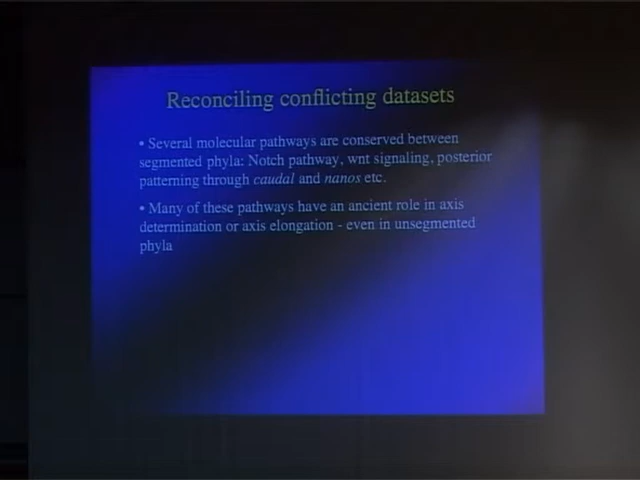 Reconciling conflicting datasets
• Several molecular pathways are conserved between
segmented phyla: Notch pathway, wnt signaling, posterior
patterning through caudal and nanos etc.
• Many of these pathways have an ancient role in axis
determination or axis elongation - even in unsegmented
phyla